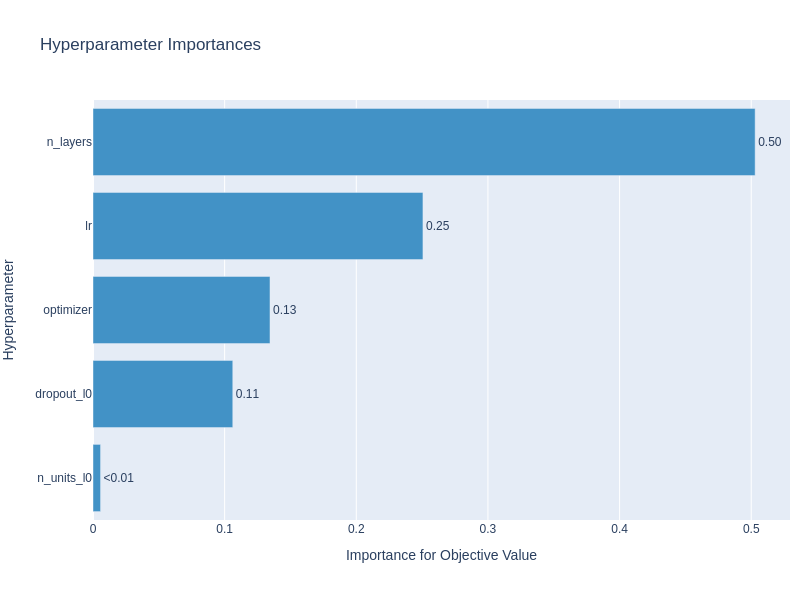 Hyperparameter Importances
Hyperparameter
n_layers 0.50
lr 0.25
optimizer 0.13
dropout_l0 0.11
n_units_l0 <0.01
0 0.1 0.2 0.3 0.4 0.5
Importance for Objective Value